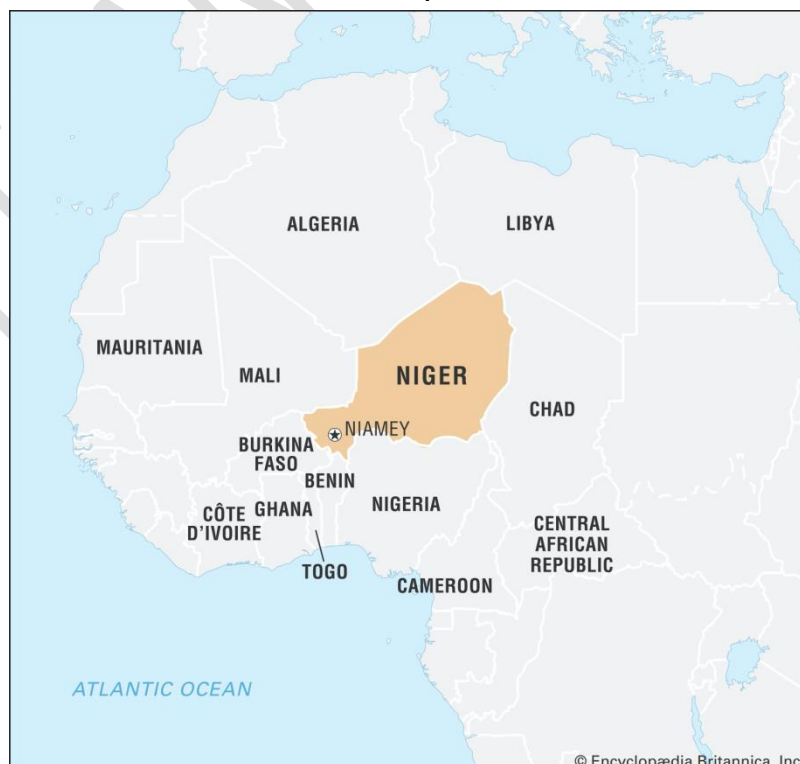 ALGERIA
LIBYA
MAURITANIA
MALI
NIGER
CHAD
NIAMEY
BURKINA
FASO
BENIN
NIGERIA
CÔTE
D'IVOIRE
GHANA
TOGO
CENTRAL
AFRICAN
REPUBLIC
CAMEROON
ATLANTIC OCEAN
© Encyclopædia Britannica, Inc